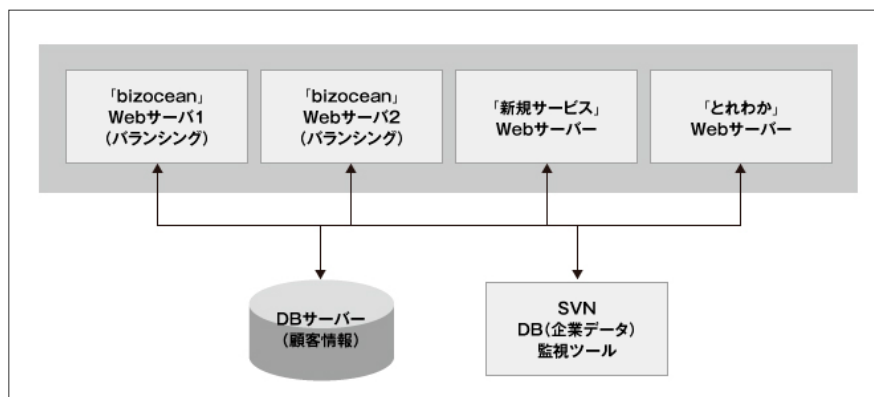 「bizocean」
Webサーバ1
(バランシング)
「bizocean」
Webサーバ2
(バランシング)
「新規サービス」
Webサーバー
「とれわか」
Webサーバー
DBサーバー
(顧客情報)
SVN
DB(企業データ)
監視ツール